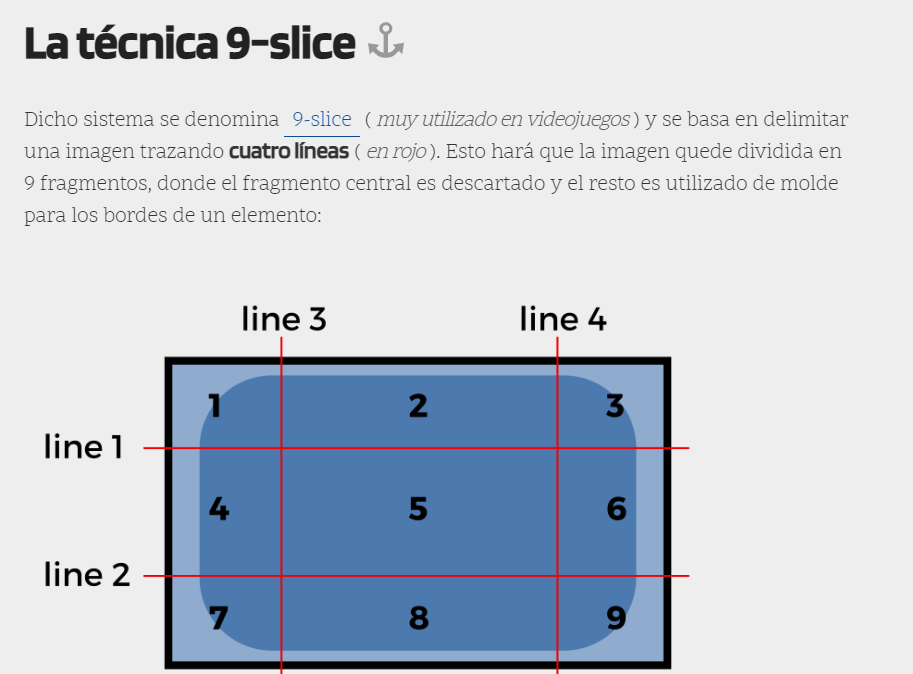 La técnica 9-slice
Dicho sistema se denomina 9-slice ( muy utilizado en videojuegos ) y se basa en delimitar
una imagen trazando cuatro líneas ( en rojo ). Esto hará que la imagen quede dividida en
9 fragmentos, donde el fragmento central es descartado y el resto es utilizado de molde
para los bordes de un elemento:
line 3 line 4
1 2 3
line 1
4 5 6
line 2
7 8 9